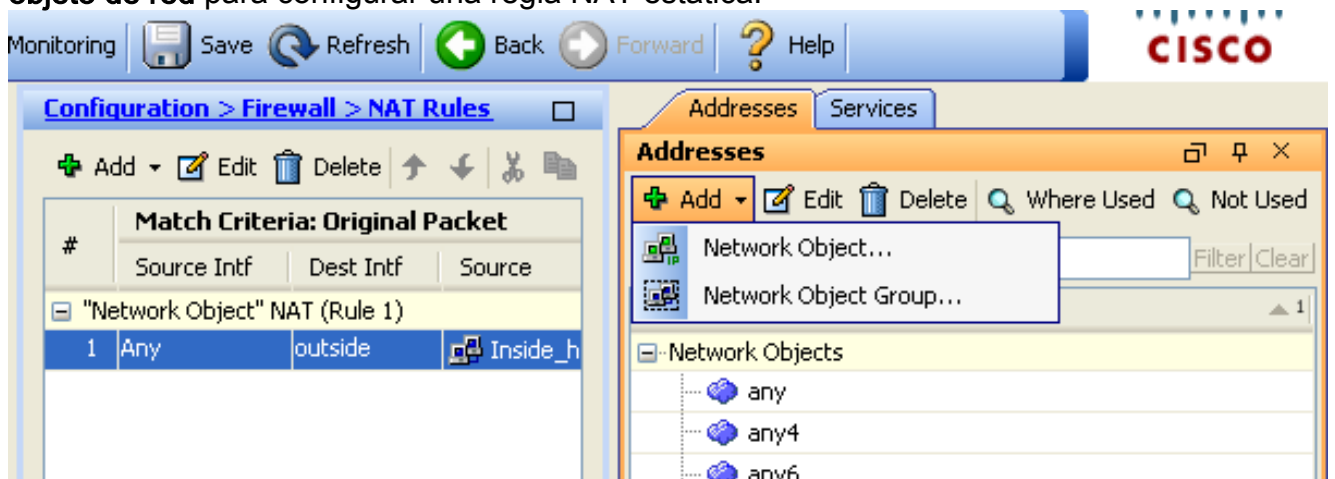 objeto de red para configurar una regla NAT estática.
Monitoring Save Refresh Back Forward Help
CISCO
Configuration > Firewall > NAT Rules
Add Edit Delete
# Match Criteria: Original Packet
Source Intf Dest Intf Source
"Network Object" NAT (Rule 1)
1 Any outside Inside_h
Addresses Services
Addresses
Add Edit Delete Where Used Not Used
Network Object...
Filter Clear
Network Object Group...
1
Network Objects
any
any4
any6